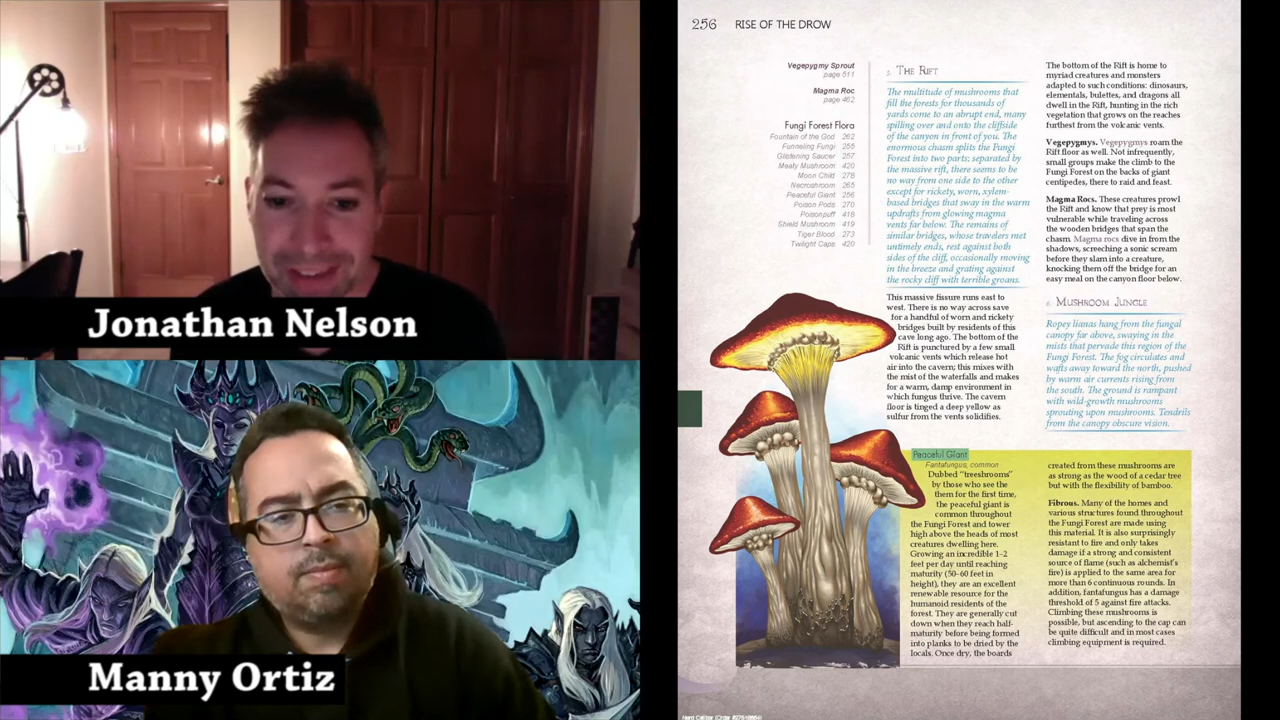 Jonathan Nelson
Manny Ortiz
256 RISE OF THE DROW
Vegepygmy Sprout
page 511
Magma Roc
page 462
Fungi Forest Flora
Fountain of the God 262
Funneling Fungi 255
Glistening Saucer 257
Mealy Mushroom 420
Moon Child 278
Necroshroom 265
Peaceful Giant 256
Poison Pods 270
Poisonpuff 416
Shield Mushroom 419
Tiger Blood 273
Twilight Caps 420
5. THE RIFT
The multitude of mushrooms that
fill the forests for thousands of
yards come to an abrupt end, many
spilling over and onto the cliffside
of the canyon in front of you. The
enormous chasm splits the Fungi
Forest into two parts; separated by
the massive rift, there seems to be
no way from one side to the other
except for rickety, worn, xylem-
based bridges that sway in the warm
updrafts from glowing magma
vents far below. The remains of
similar bridges, whose travelers met
untimely ends, rest against both
sides of the cliff, occasionally moving
in the breeze and grating against
the rocky cliff with terrible groans.
This massive fissure runs east to
west. There is no way across save
for a handful of worn and rickety
bridges built by residents of this
cave long ago. The bottom of the
Rift is punctured by a few small
volcanic vents which release hot
air into the cavern; this mixes with
the mist of the waterfalls and makes
for a warm, damp environment in
which fungus thrive. The cavern
floor is tinged a deep yellow as
sulfur from the vents solidifies.
The bottom of the Rift is home to
myriad creatures and monsters
adapted to such conditions: dinosaurs,
elementals, bulettes, and dragons all
dwell in the Rift, hunting in the rich
vegetation that grows on the reaches
furthest from the volcanic vents.
Vegepygmys. Vegepygmys roam the
Rift floor as well. Not infrequently,
small groups make the climb to the
Fungi Forest on the backs of giant
centipedes, there to raid and feast.
Magma Rocs. These creatures prowl
the Rift and know that prey is most
vulnerable while traveling across
the wooden bridges that span the
chasm. Magma rocs dive in from the
shadows, screeching a sonic scream
before they slam into a creature,
knocking them off the bridge for an
easy meal on the canyon floor below.
6. MUSHROOM JUNGLE
Ropey lianas hang from the fungal
canopy far above, swaying in the
mists that pervade this region of the
Fungi Forest. The fog circulates and
wafts away toward the north, pushed
by warm air currents rising from
the south. The ground is rampant
with wild-growth mushrooms
sprouting upon mushrooms. Tendrils
from the canopy obscure vision.
Peaceful Giant
Fantafungus, common
Dubbed "treeshrooms"
by those who see the
them for the first time,
the peaceful giant is
common throughout
the Fungi Forest and tower
high above the heads of most
creatures dwelling here.
Growing an incredible 1-2
feet per day until reaching
maturity (50-60 feet in
height), they are an excellent
renewable resource for the
humanoid residents of the
forest. They are generally cut
down when they reach half-
maturity before being formed
into planks to be dried by the
locals. Once dry, the boards
created from these mushrooms are
as strong as the wood of a cedar tree
but with the flexibility of bamboo.
Fibrous. Many of the homes and
various structures found throughout
the Fungi Forest are made using
this material. It is also surprisingly
resistant to fire and only takes
damage if a strong and consistent
source of flame (such as alchemist's
fire) is applied to the same area for
more than 6 continuous rounds. In
addition, fantafungus has a damage
threshold of 5 against fire attacks.
Climbing these mushrooms is
possible, but ascending to the cap can
be quite difficult and in most cases
climbing equipment is required.